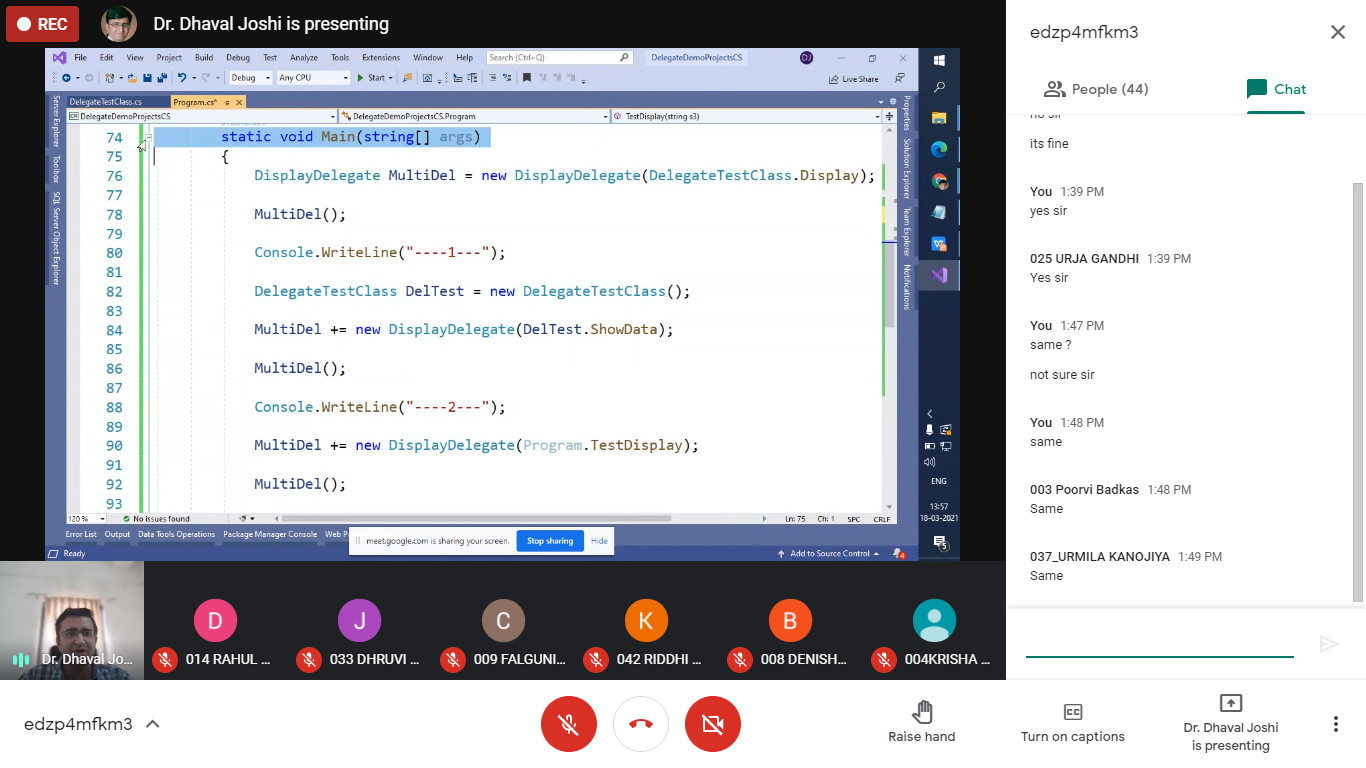 REC
Dr. Dhaval Joshi is presenting
File Edit View Project Build Debug Test Analyze Tools Extensions Window Help Search (Ctrl+Q) DelegateDemoProjectsCS DJ
Debug Any CPU Start Live Share
DelegateTestClass.cs Program.cs*
DelegateDemoProjectsCS DelegateDemoProjectsCS.Program TestDisplay(string s3)
Server Explorer
Toolbox
SQL Server Object Explorer
74 static void Main(string[] args)
75 {
76 DisplayDelegate MultiDel = new DisplayDelegate(DelegateTestClass.Display);
77
78 MultiDel();
79
80 Console.WriteLine("----1---");
81
82 DelegateTestClass DelTest = new DelegateTestClass();
83
84 MultiDel += new DisplayDelegate(DelTest.ShowData);
85
86 MultiDel();
87
88 Console.WriteLine("----2---");
89
90 MultiDel += new DisplayDelegate(Program.TestDisplay);
91
92 MultiDel();
93
Properties
Solution Explorer
Team Explorer
Notifications
120 % No issues found Ln: 75 Ch: 1 SPC CRLF
Error List Output Data Tools Operations Package Manager Console Web P
meet.google.com is sharing your screen. Stop sharing Hide
Ready Add to Source Control 4
ENG
13:57
18-03-2021
5
Dr. Dhaval Jo...
D
014 RAHUL ...
J
033 DHRUVI ...
C
009 FALGUNI...
K
042 RIDDHI ...
B
008 DENISH...
004KRISHA ...
edzp4mfkm3
People (44)
Chat
no sir
its fine
You 1:39 PM
yes sir
025 URJA GANDHI 1:39 PM
Yes sir
You 1:47 PM
same ?
not sure sir
You 1:48 PM
same
003 Poorvi Badkas 1:48 PM
Same
037_URMILA KANOJIYA 1:49 PM
Same
edzp4mfkm3
Raise hand
Turn on captions
Dr. Dhaval Joshi
is presenting